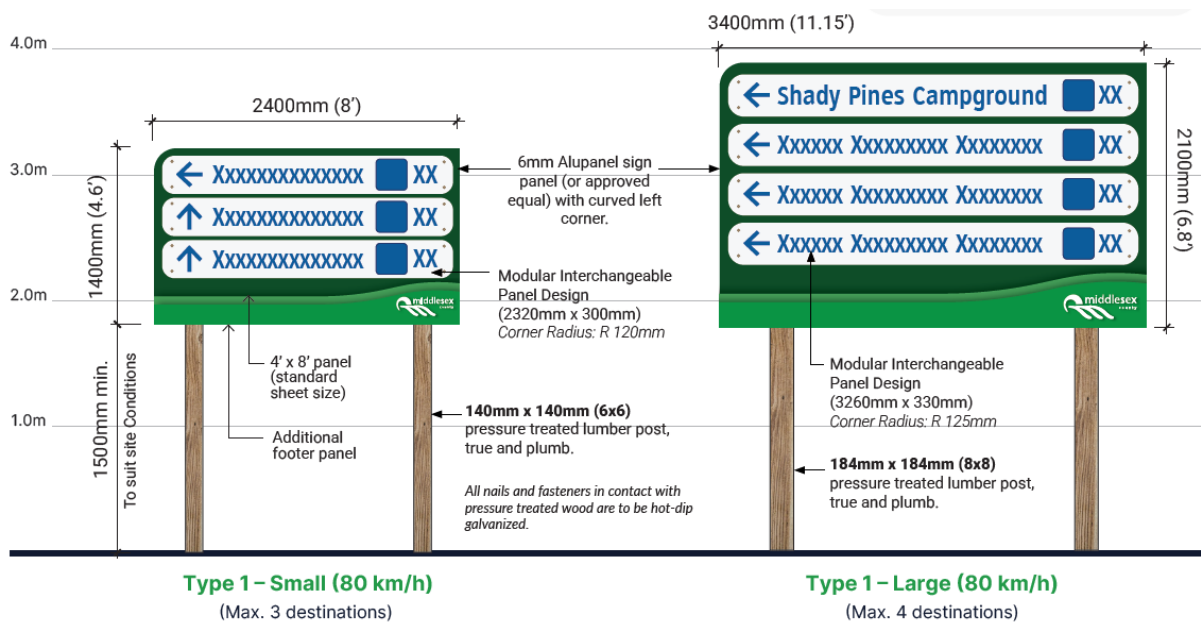 3400mm (11.15’)
4.0m
2400mm (8’)
← Shady Pines Campground XX
← Xxxxxx Xxxxxxxxx Xxxxxxxx XX
← Xxxxxx Xxxxxxxxx Xxxxxxxx XX
← Xxxxxx Xxxxxxxxx Xxxxxxxx XX
middlesex
county
2100mm (6.8’)
3.0m
← Xxxxxxxxxxxxxx XX
↑ Xxxxxxxxxxxxxx XX
↑ Xxxxxxxxxxxxxx XX
middlesex
county
1400mm (4.6’)
6mm Alupanel sign
panel (or approved
equal) with curved left
corner.
Modular Interchangeable
Panel Design
(2320mm x 300mm)
Corner Radius: R 120mm
2.0m
1500mm min.
To suit site Conditions
4’ x 8’ panel
(standard
sheet size)
Additional
footer panel
1.0m
140mm x 140mm (6x6)
pressure treated lumber post,
true and plumb.
All nails and fasteners in contact with
pressure treated wood are to be hot-dip
galvanized.
Modular Interchangeable
Panel Design
(3260mm x 330mm)
Corner Radius: R 125mm
184mm x 184mm (8x8)
pressure treated lumber post,
true and plumb.
Type 1 – Small (80 km/h)
(Max. 3 destinations)
Type 1 – Large (80 km/h)
(Max. 4 destinations)